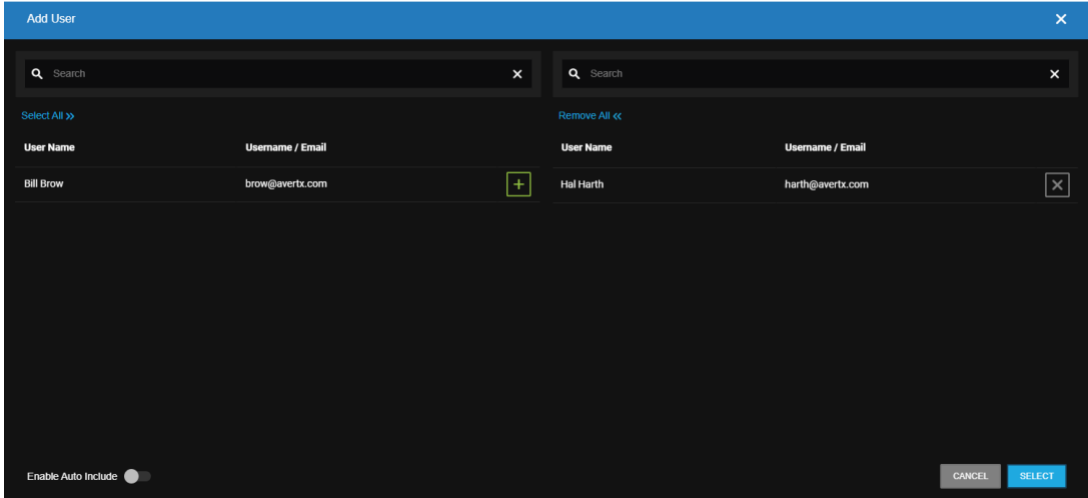 Add User
Search
Search
Select All
Remove All
User Name Username / Email
User Name Username / Email
Bill Brow brow@avertx.com
Hal Harth harth@avertx.com
Enable Auto Include
CANCEL SELECT